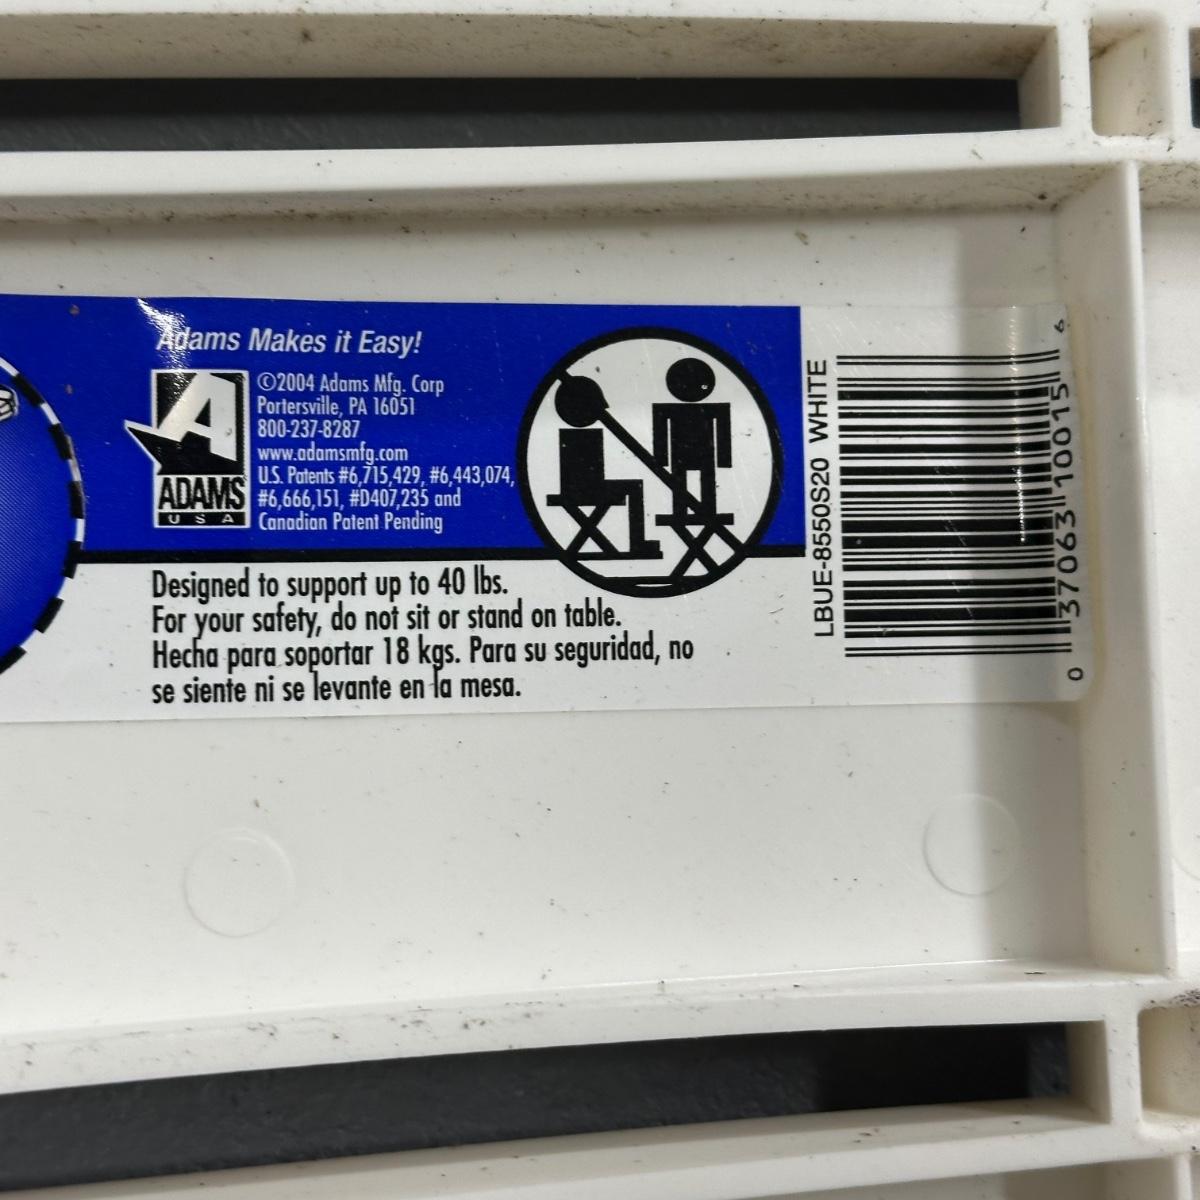 Adams Makes it Easy!
©2004 Adams Mfg. Corp
Portersville, PA 16051
800-237-8287
www.adamsmfg.com
U.S. Patents #6,715,429, #6,443,074,
#6,666,151, #D407,235 and
Canadian Patent Pending
A
ADAMS
USA
Designed to support up to 40 lbs.
For your safety, do not sit or stand on table.
Hecha para soportar 18 kgs. Para su seguridad, no
se siente ni se levante en la mesa.
LBUE-8550S20 WHITE
0 37063 10015 6